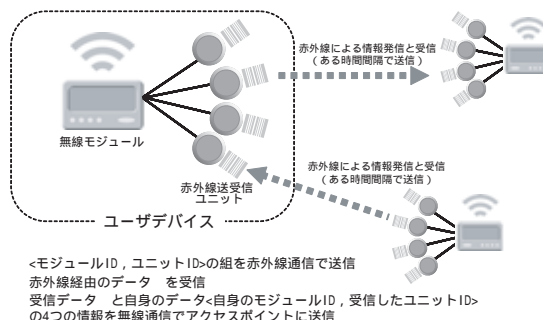 赤外線による情報発信と受信
(ある時間間隔で送信)
無線モジュール
赤外線送受信
ユニット
赤外線による情報発信と受信
(ある時間間隔で送信)
ユーザデバイス
<モジュールID,ユニットID>の組を赤外線通信で送信
赤外線経由のデータ を受信
受信データ と自身のデータ<自身のモジュールID,受信したユニットID>
の4つの情報を無線通信でアクセスポイントに送信